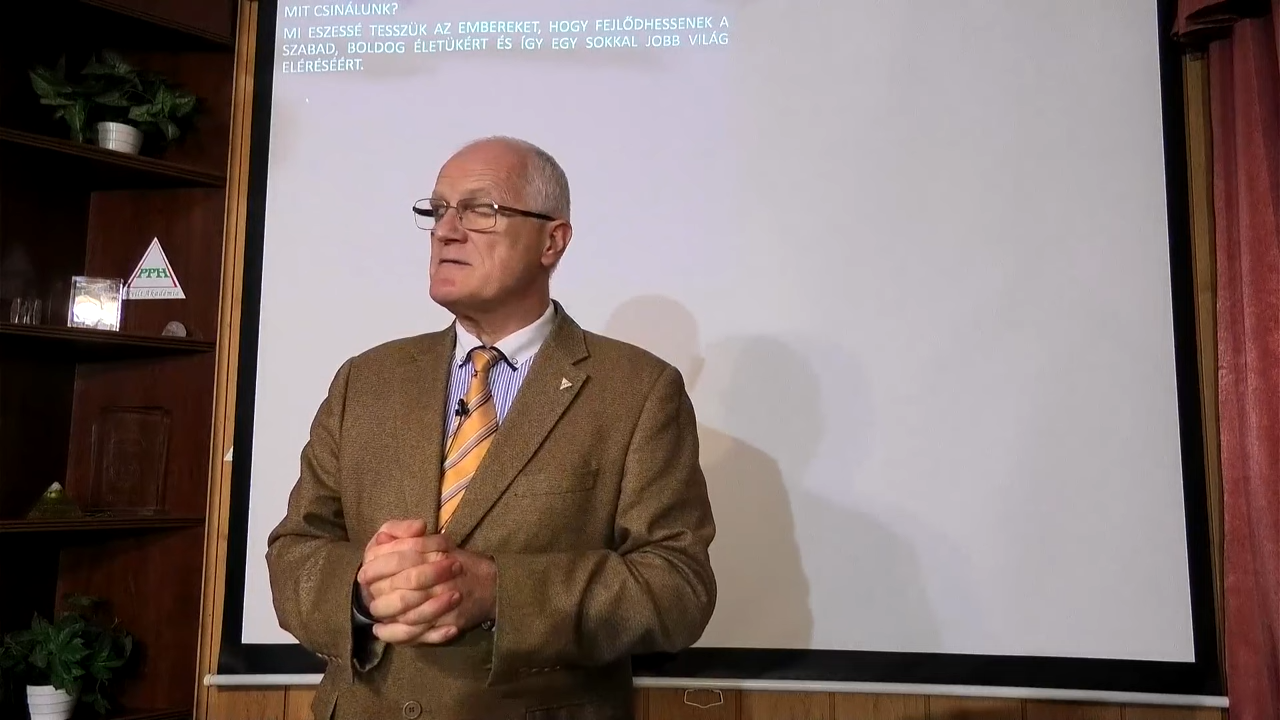 MIT CSINÁLUNK?
MI ESZESSÉ TESSZÜK AZ EMBEREKET, HOGY FEJLŐDHESSENEK A
SZABAD, BOLDOG ÉLETÜKÉRT ÉS ÍGY EGY SOKKAL JOBB VILÁG
ELÉRÉSÉÉRT.
PPH
Akadémia